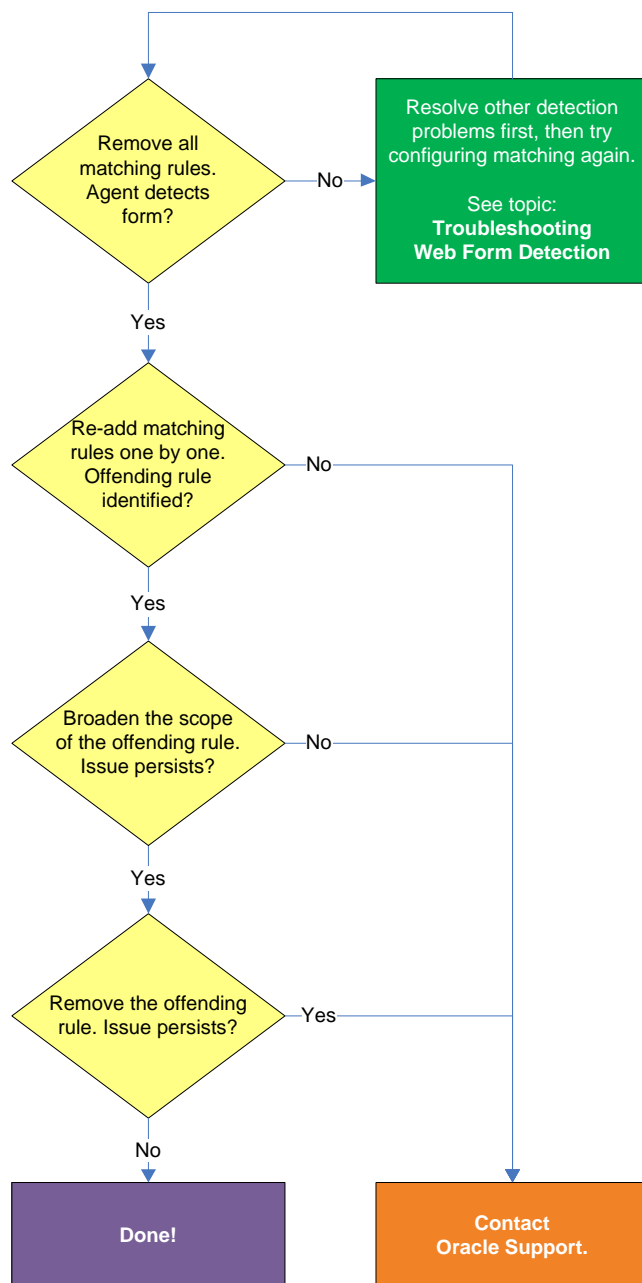 Remove all
matching rules.
Agent detects
form?
No
Resolve other detection
problems first, then try
configuring matching again.
See topic:
Troubleshooting
Web Form Detection
Yes
Re-add matching
rules one by one.
Offending rule
identified?
No
Yes
Broaden the scope
of the offending rule.
Issue persists?
No
Yes
Remove the offending
rule. Issue persists?
Yes
No
Done!
Contact
Oracle Support.